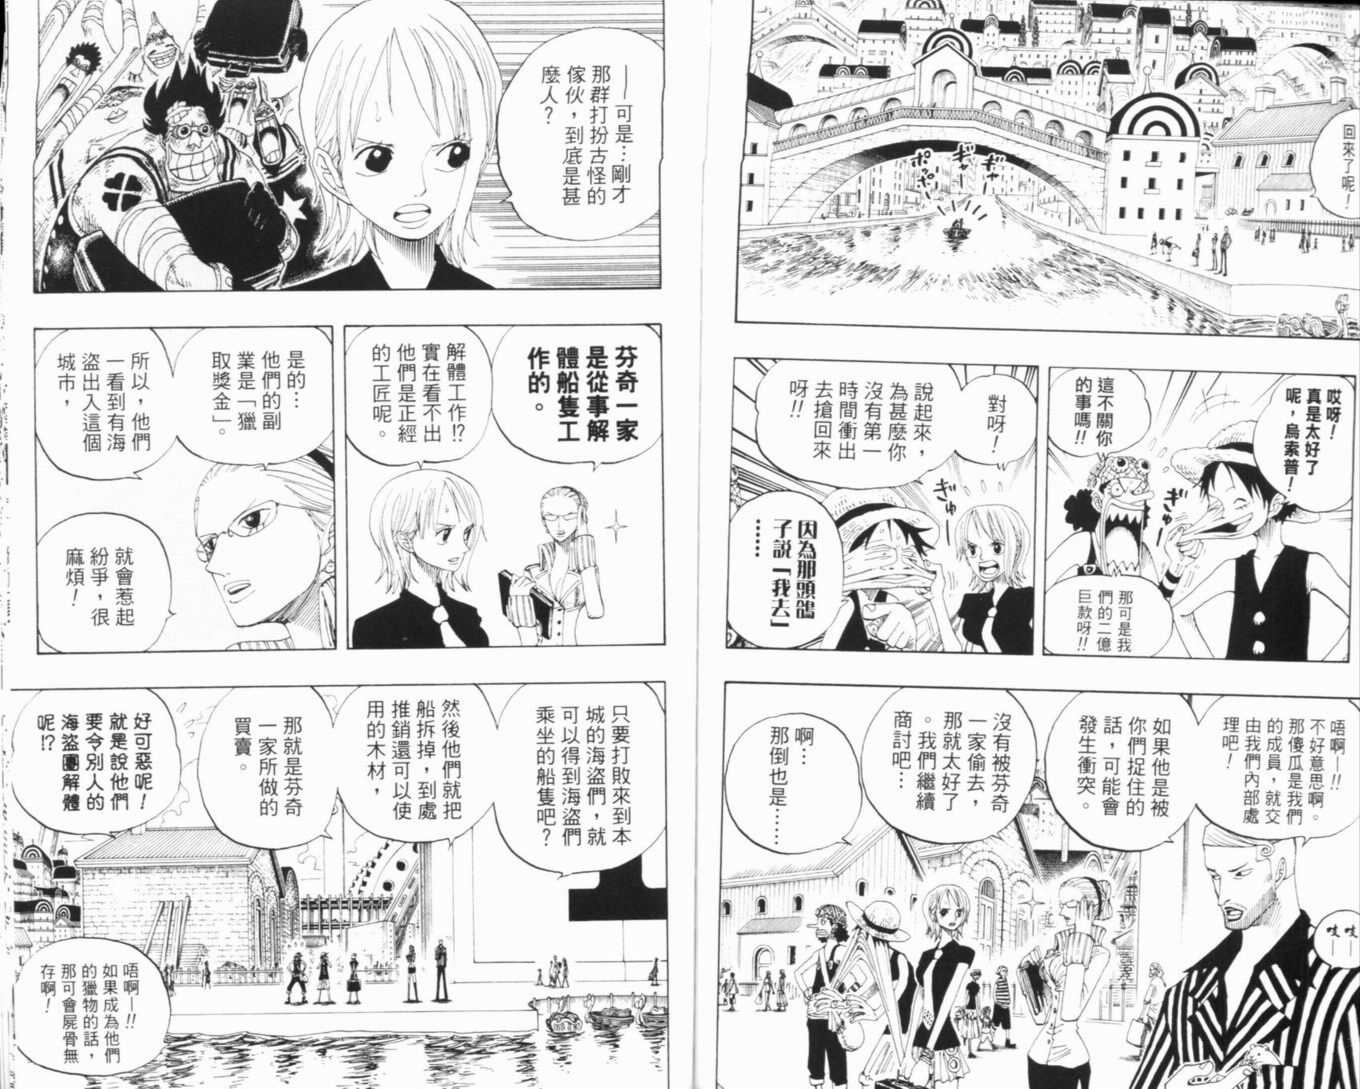 回來了呢！
ギャー
ギャー
ポポポ
哎呀！
真是太好了
呢，烏索普！
這不關你
的事嗎!!
ぎゅ
那可是我
們的二億
巨款呀!!
對呀！
ぎゅー
說起來，
為甚麼你
沒有第一
時間衝出
去搶回來
呀!!
因為那頭鴿
子說「我去」
……
吱—
吱—
唔啊—!!
不好意思啊。
那傻瓜是我們
的成員，就交
由我們內部處
理吧！
如果他是被
你們捉住的
話，可能會
發生衝突。
沒有被芬奇
一家偷去，
那就太好了
。我們繼續
商討吧…
啊…
那倒也是……
——可是…剛才
那群打扮古怪的
傢伙，到底是甚
麼人？
芬奇一家
是從事解
體船隻工
作的。
解體工作!?
實在看不出
他們是正經
的工匠呢。
是的…
他們的副
業是「獵
取獎金」。
所以，他們
一看到有海
盜出入這個
城市，
就會惹起
紛爭，很
麻煩！
只要打敗來到本
城的海盜們，就
可以得到海盜們
乘坐的船隻吧？
然後他們就把
船拆掉，到處
推銷還可以使
用的木材，
那就是芬奇
一家所做的
買賣。
好可惡呢！
就是說他們
要令別人的
海盜團解體
呢!?
唔啊—!!
如果成為他們
的獵物的話，
那可會屍骨無
存啊！